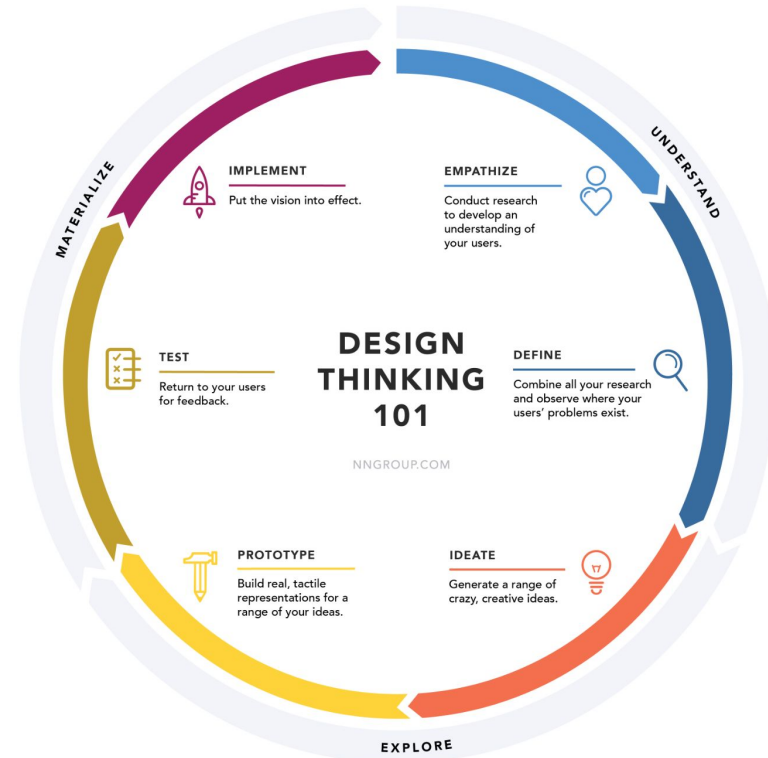 DESIGN
THINKING
101
NNGROUP.COM
UNDERSTAND
EMPATHIZE
Conduct research
to develop an
understanding of
your users.
DEFINE
Combine all your research
and observe where your
users' problems exist.
EXPLORE
IDEATE
Generate a range of
crazy, creative ideas.
PROTOTYPE
Build real, tactile
representations for a
range of your ideas.
MATERIALIZE
TEST
Return to your users
for feedback.
IMPLEMENT
Put the vision into effect.